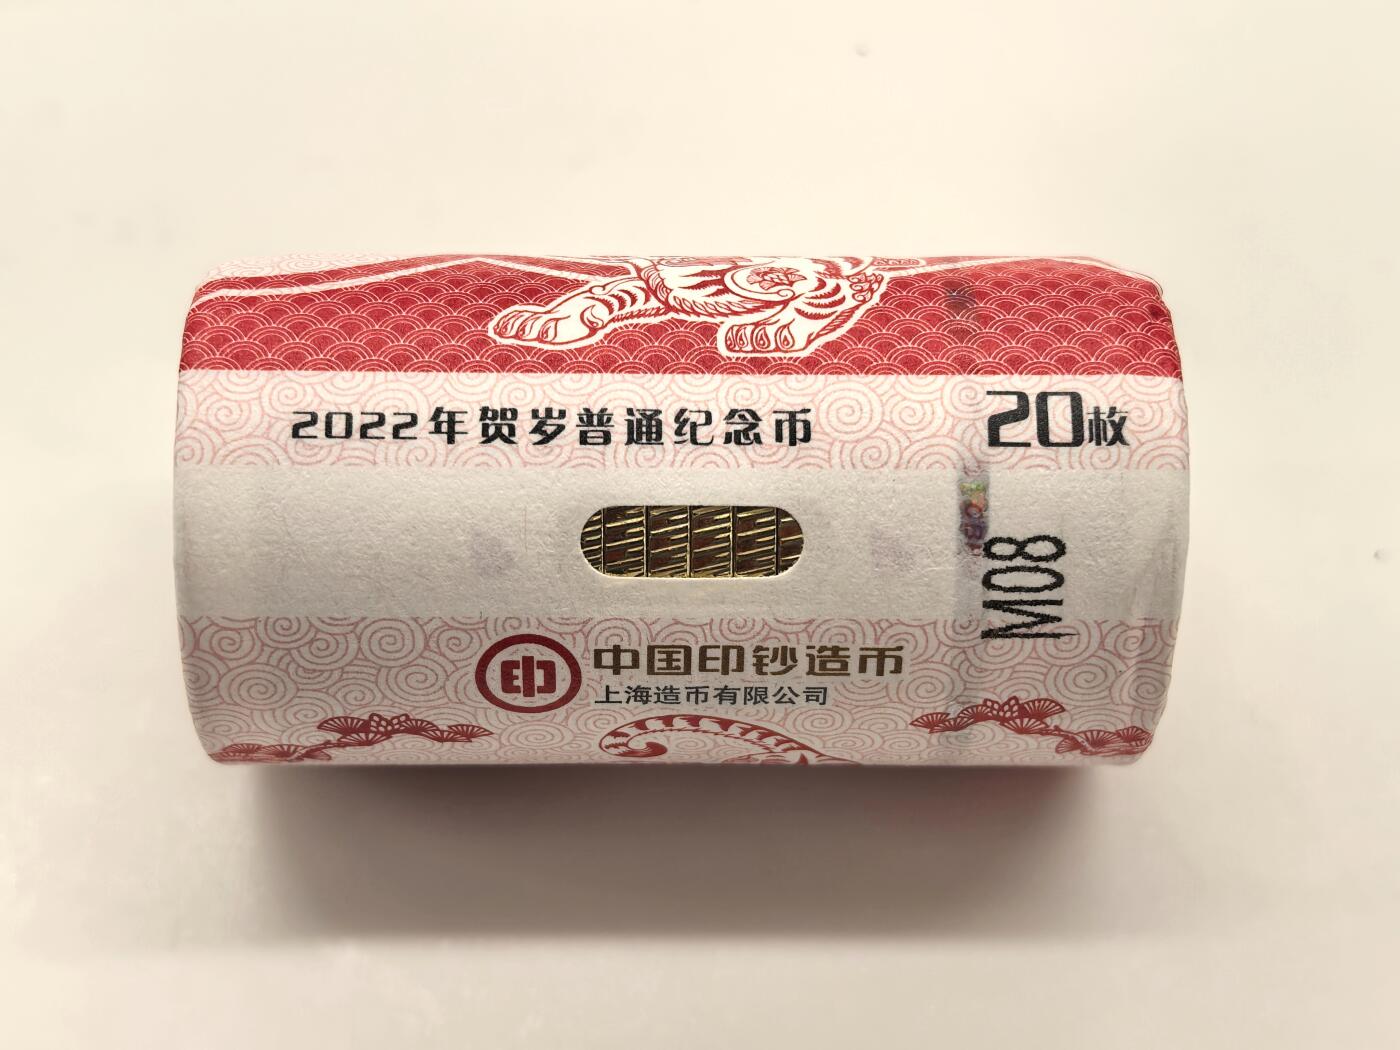 2022年贺岁普通纪念币
20枚
M08
印
中国印钞造币
上海造币有限公司